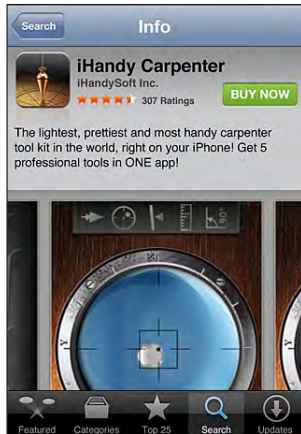 Search
Info
iHandy Carpenter
iHandySoft Inc.
307 Ratings
BUY NOW
The lightest, prettiest and most handy carpenter
tool kit in the world, right on your iPhone! Get 5
professional tools in ONE app!
Featured
Categories
Top 25
Search
Updates